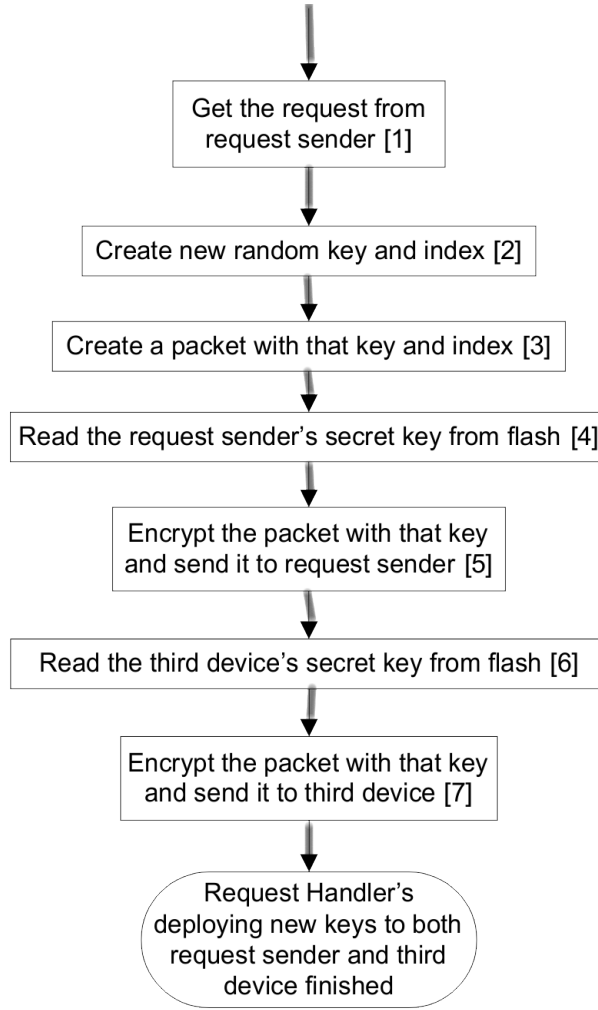 Get the request from
request sender [1]
Create new random key and index [2]
Create a packet with that key and index [3]
Read the request sender's secret key from flash [4]
Encrypt the packet with that key
and send it to request sender [5]
Read the third device's secret key from flash [6]
Encrypt the packet with that key
and send it to third device [7]
Request Handler's
deploying new keys to both
request sender and third
device finished